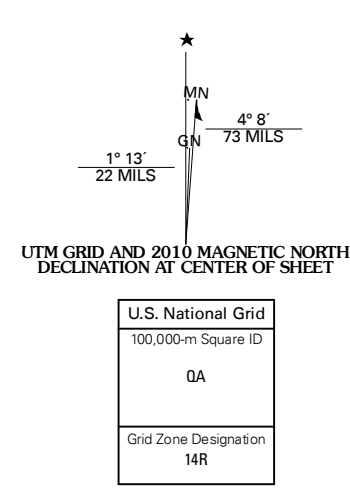 MN
4° 8´
73 MILS
GN
1° 13´
22 MILS
UTM GRID AND 2010 MAGNETIC NORTH
DECLINATION AT CENTER OF SHEET
U.S. National Grid
100,000-m Square ID
QA
Grid Zone Designation
14R